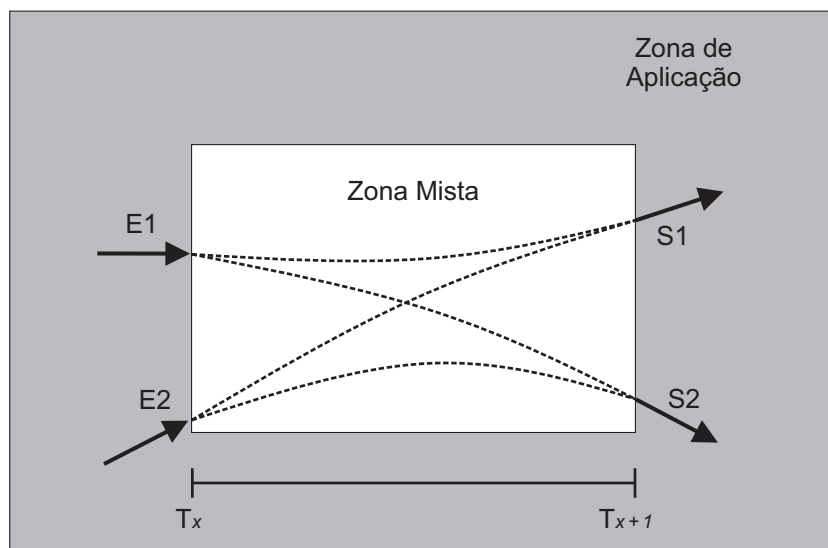 Zona de
Aplicação
Zona Mista
E1
S1
E2
S2
Tx
Tx+1